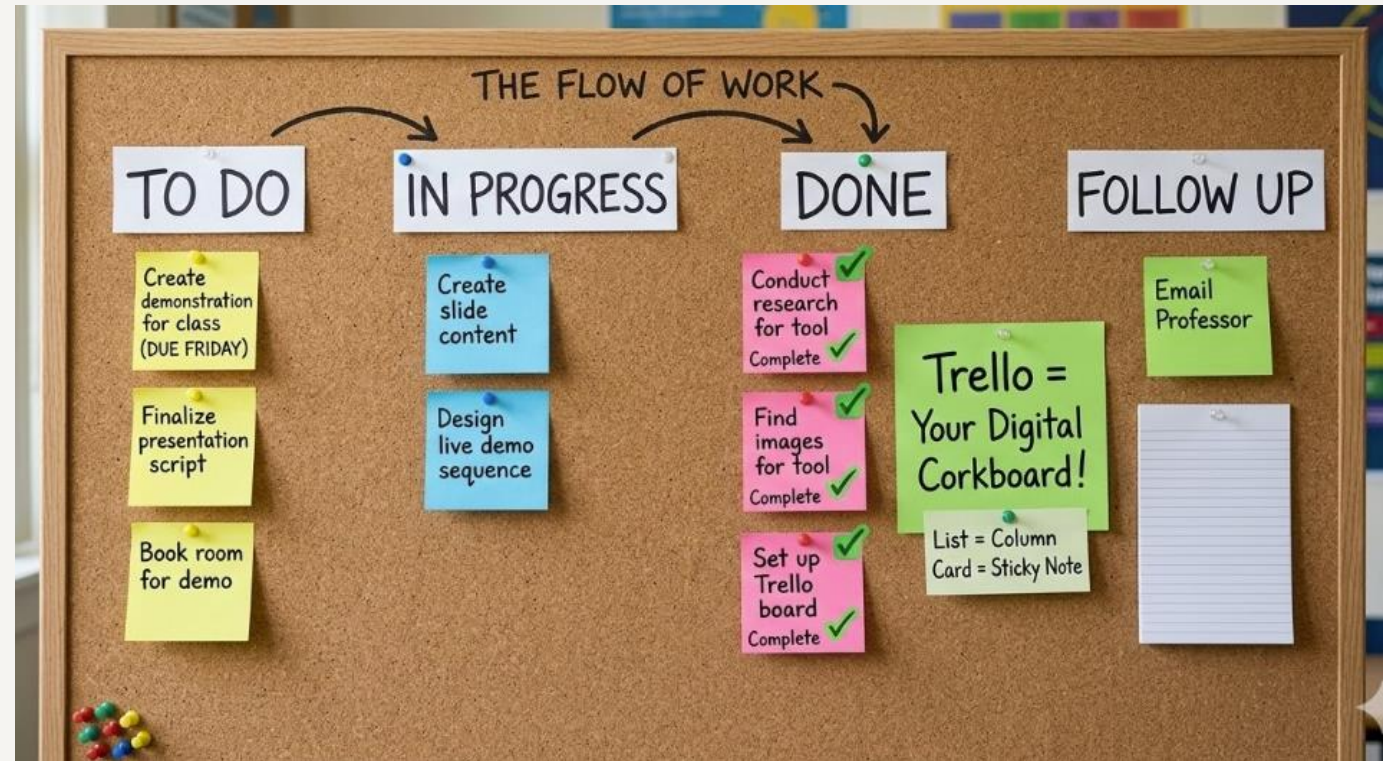 THE FLOW OF WORK
TO DO
Create
demonstration
for class
(DUE FRIDAY)
Finalize
presentation
script
Book room
for demo
IN PROGRESS
Create
slide
content
Design
live demo
sequence
DONE
Conduct
research
for tool
Complete
Find
images
for tool
Complete
Set up
Trello
board
Complete
Trello =
Your Digital
Corkboard!
List = Column
Card = Sticky Note
FOLLOW UP
Email
Professor